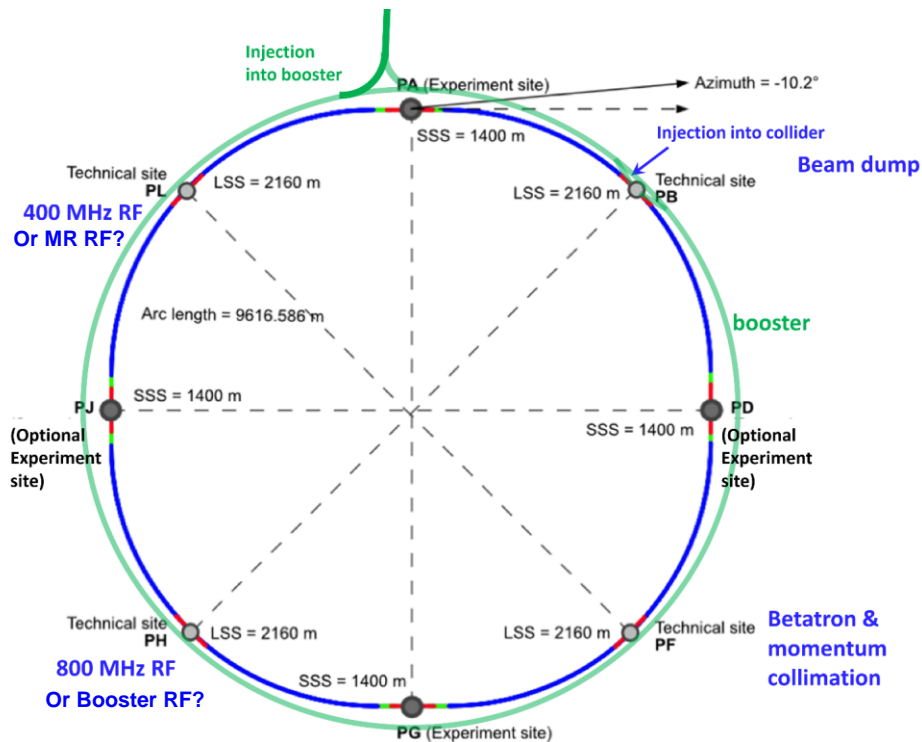 Injection
into booster
PA (Experiment site)
Azimuth = -10.2°
SSS = 1400 m
Injection into collider
Beam dump
Technical site
PL
LSS = 2160 m
LSS = 2160 m
Technical site
PB
400 MHz RF
Or MR RF?
Arc length = 9616.586 m
booster
PJ
SSS = 1400 m
PD
SSS = 1400 m
(Optional
Experiment
site)
(Optional
Experiment
site)
Technical site
PH
LSS = 2160 m
LSS = 2160 m
Technical site
PF
Betatron &
momentum
collimation
800 MHz RF
Or Booster RF?
SSS = 1400 m
PG (Experiment site)